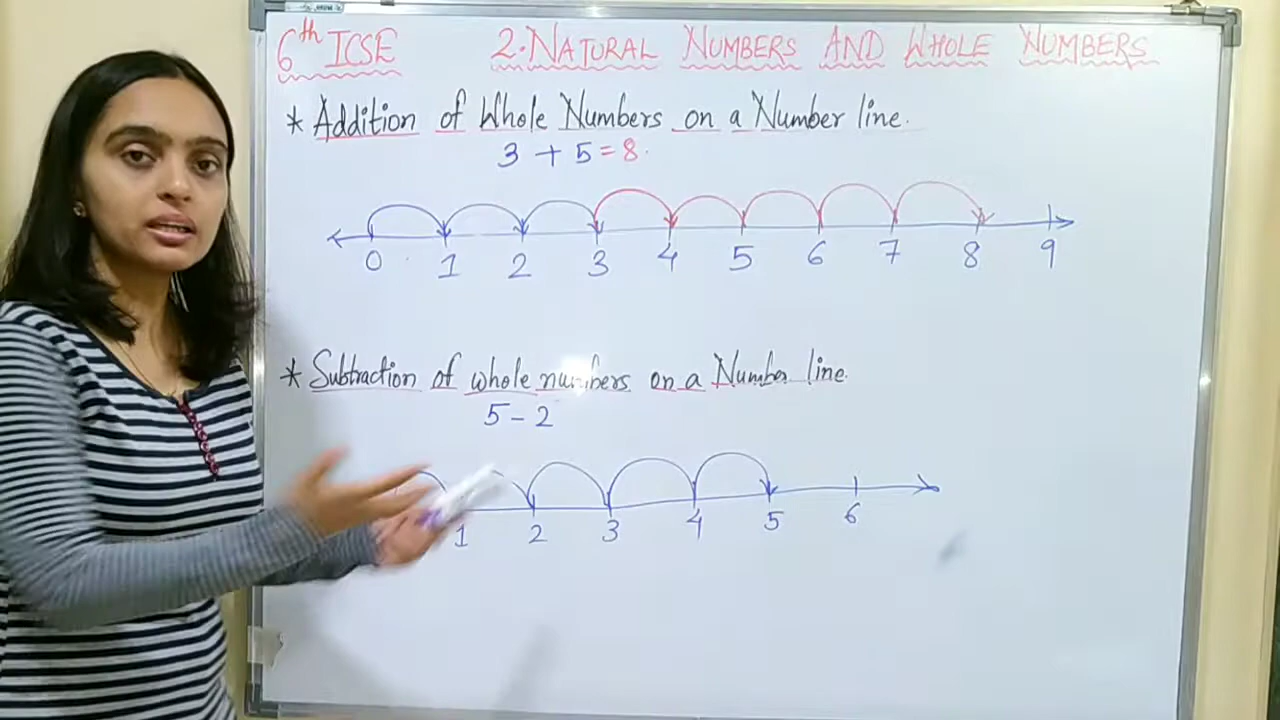 6th ICSE 2. NATURAL NUMBERS AND WHOLE NUMBERS
* Addition of Whole Numbers on a Number line.
3 + 5 = 8.
0 1 2 3 4 5 6 7 8 9
* Subtraction of whole numbers on a Number line
5 - 2
1 2 3 4 5 6